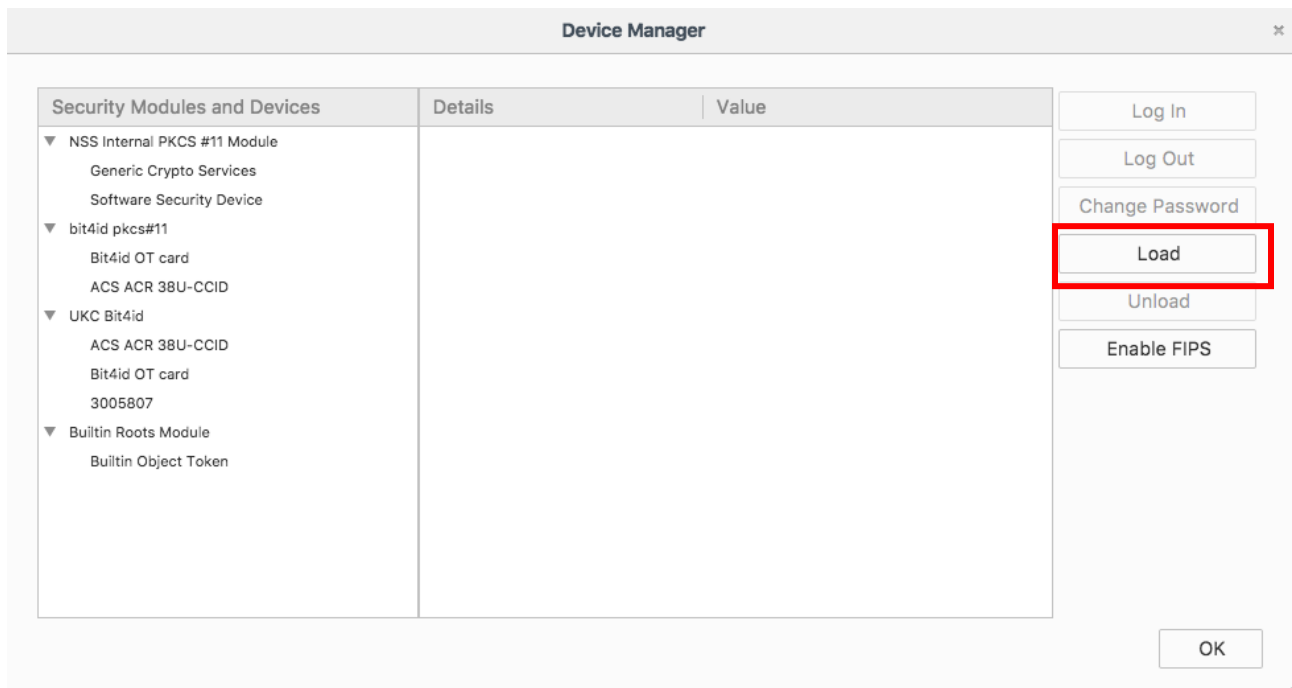 Device Manager
×
Security Modules and Devices
Details
Value
NSS Internal PKCS #11 Module
Generic Crypto Services
Software Security Device
bit4id pkcs#11
Bit4id OT card
ACS ACR 38U-CCID
UKC Bit4id
ACS ACR 38U-CCID
Bit4id OT card
3005807
Builtin Roots Module
Builtin Object Token
Log In
Log Out
Change Password
Load
Unload
Enable FIPS
OK